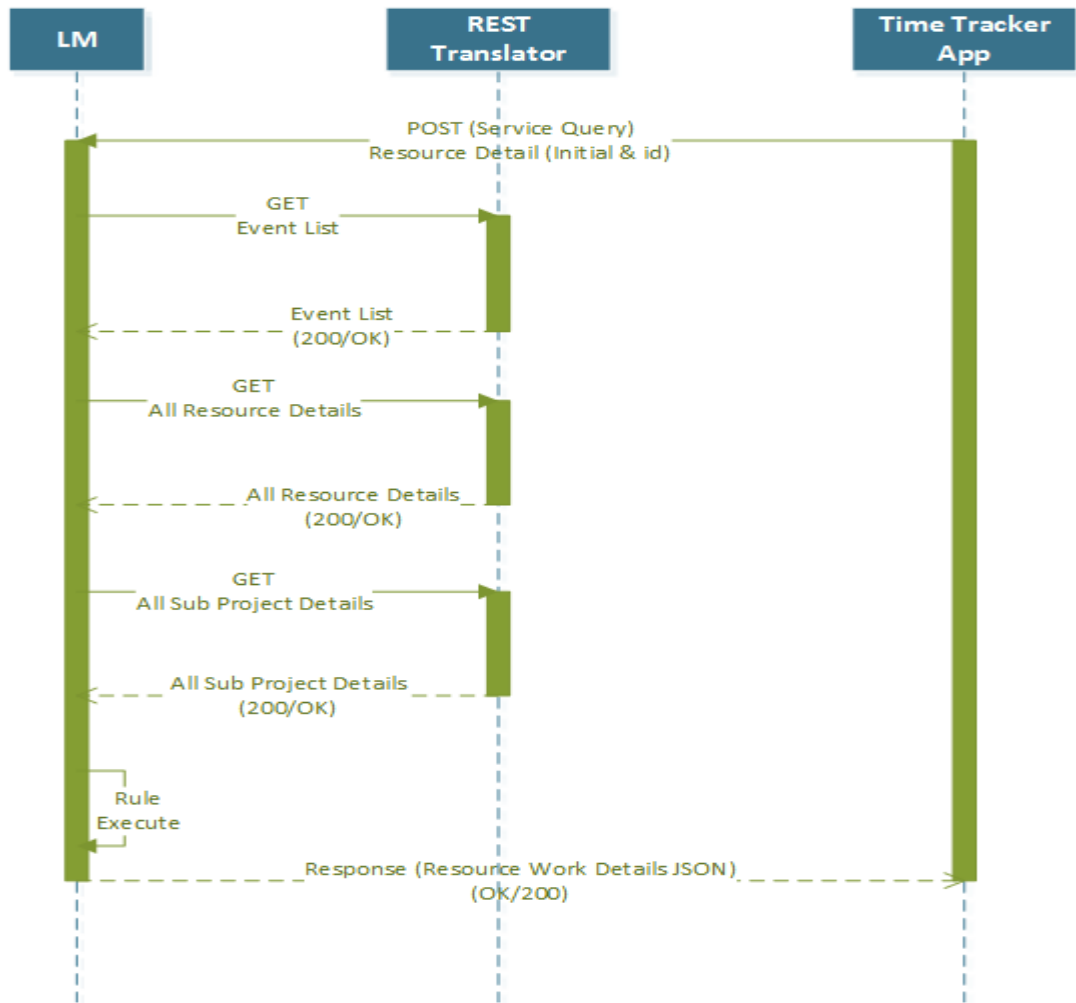 LM
REST
Translator
Time Tracker
App
POST (Service Query)
Resource Detail (Initial & id)
GET
Event List
Event List
(200/OK)
GET
All Resource Details
All Resource Details
(200/OK)
GET
All Sub Project Details
All Sub Project Details
(200/OK)
Rule
Execute
Response (Resource Work Details JSON)
(OK/200)